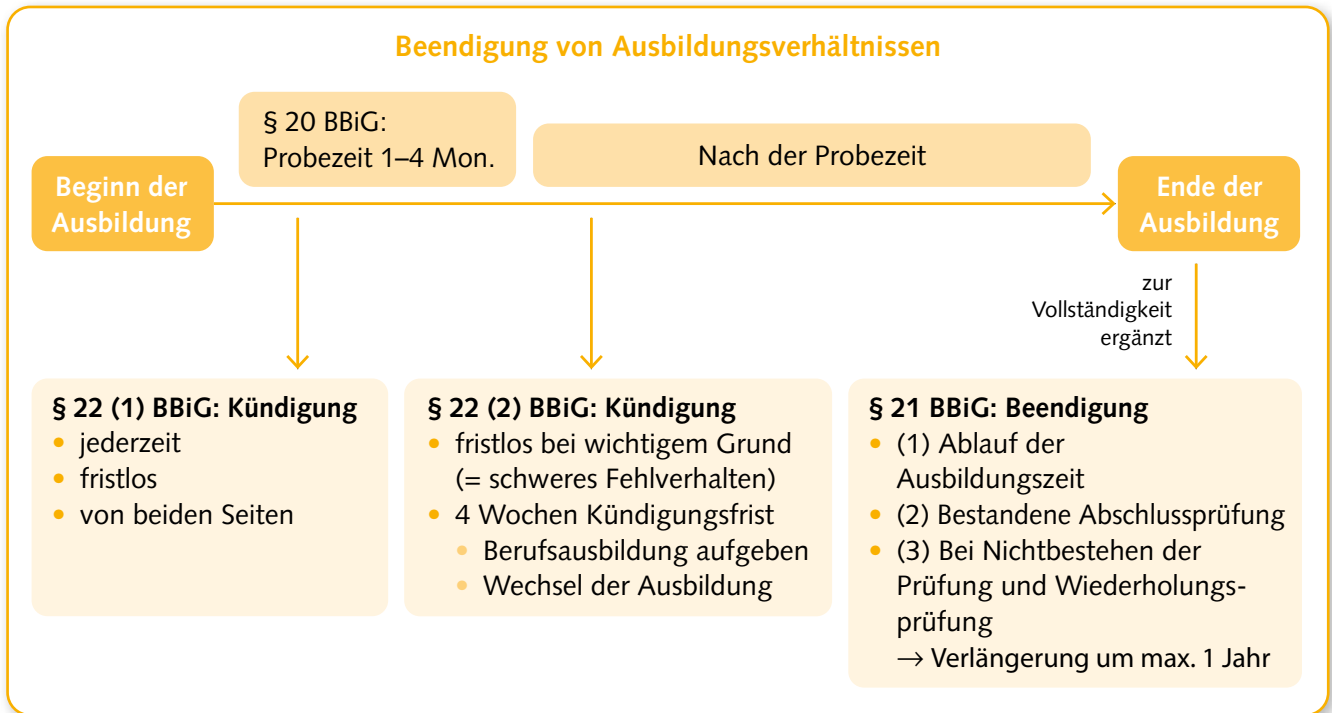 Beendigung von Ausbildungsverhältnissen
§ 20 BBiG:
Probezeit 1–4 Mon.
Nach der Probezeit
Beginn der
Ausbildung
Ende der
Ausbildung
zur
Vollständigkeit
ergänzt
§ 22 (1) BBiG: Kündigung
• jederzeit
• fristlos
• von beiden Seiten
§ 22 (2) BBiG: Kündigung
• fristlos bei wichtigem Grund
(= schweres Fehlverhalten)
• 4 Wochen Kündigungsfrist
• Berufsausbildung aufgeben
• Wechsel der Ausbildung
§ 21 BBiG: Beendigung
• (1) Ablauf der
Ausbildungszeit
• (2) Bestandene Abschlussprüfung
• (3) Bei Nichtbestehen der
Prüfung und Wiederholungs-
prüfung
→ Verlängerung um max. 1 Jahr